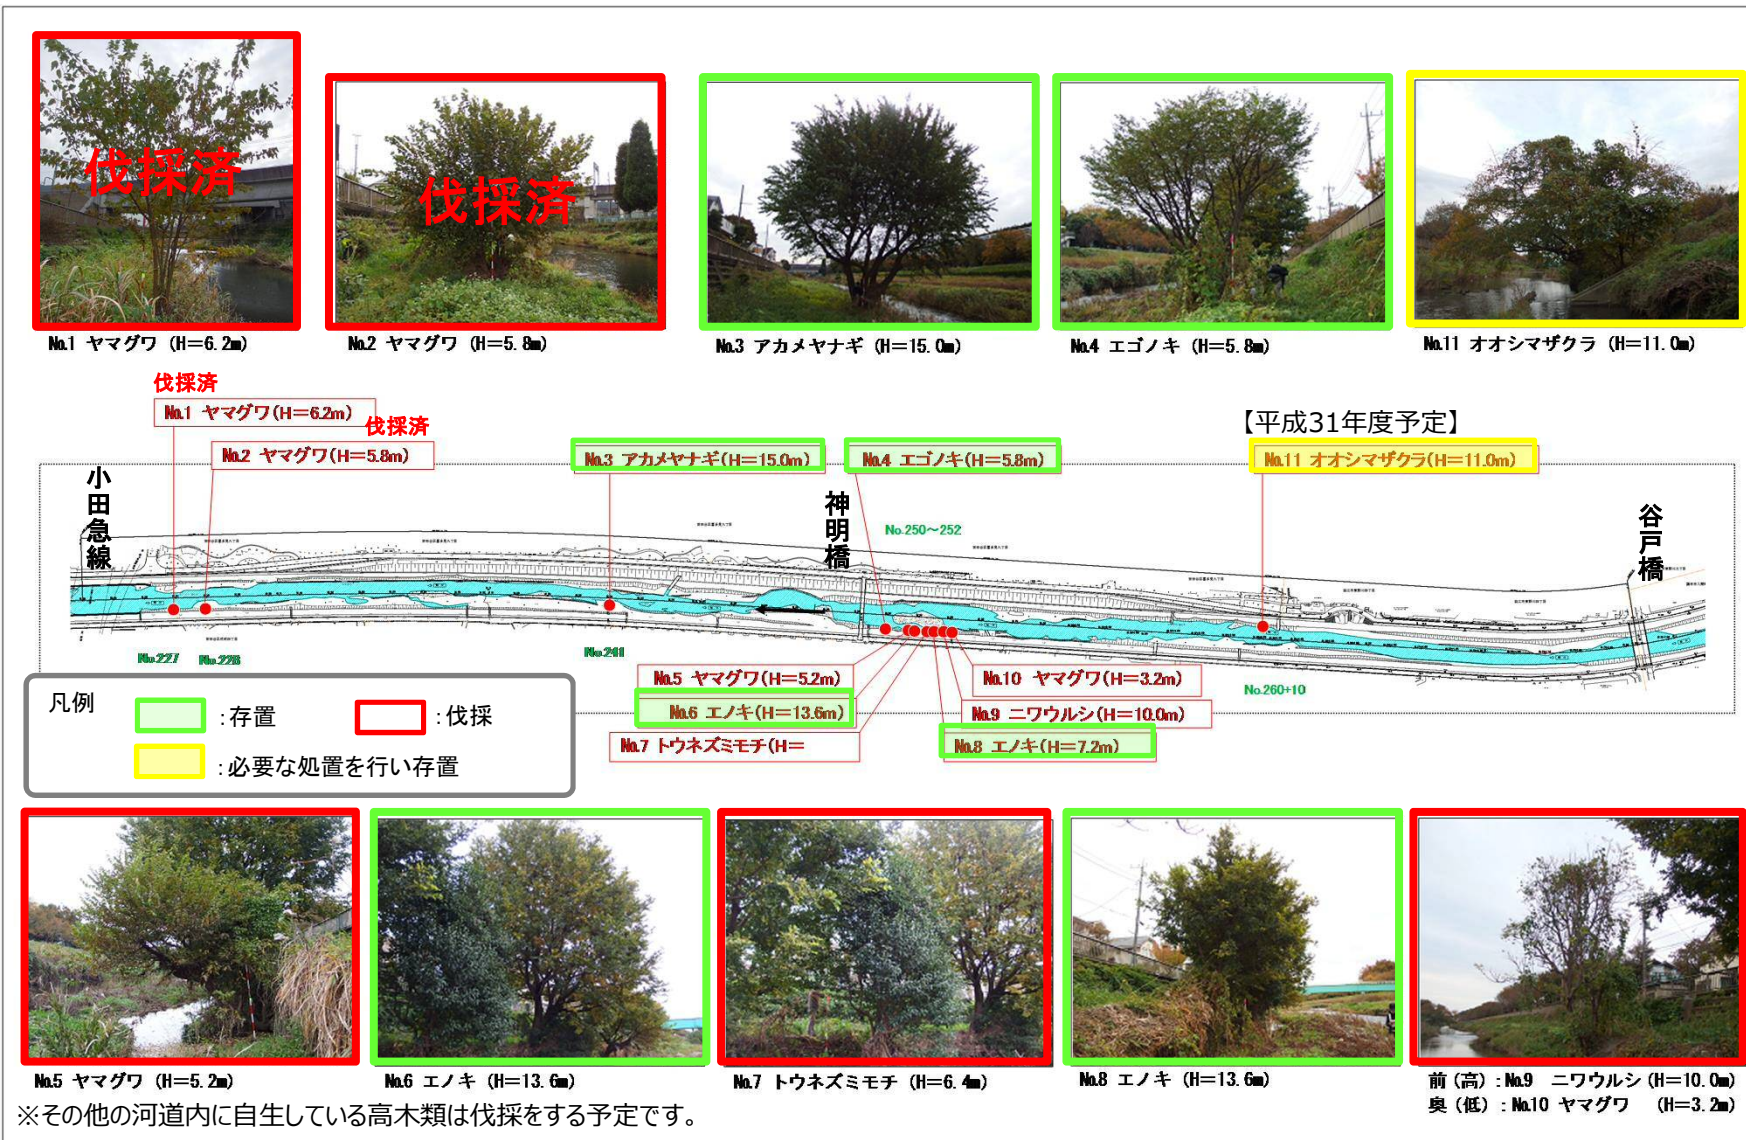 伐採済
伐採済
No.1 ヤマグワ (H=6.2m)
No.2 ヤマグワ (H=5.8m)
No.3 アカメヤナギ (H=15.0m)
No.4 エゴノキ (H=5.8m)
No.11 オオシマザクラ (H=11.0m)
伐採済
No.1 ヤマグワ(H=6.2m)
伐採済
No.2 ヤマグワ(H=5.8m)
No.3 アカメヤナギ(H=15.0m)
No.4 エゴノキ(H=5.8m)
【平成31年度予定】
No.11 オオシマザクラ(H=11.0m)
小田急線
神明橋
No.250～252
谷戸橋
No.227
No.228
No.241
No.260+10
No.5 ヤマグワ(H=5.2m)
No.10 ヤマグワ(H=3.2m)
No.6 エノキ(H=13.6m)
No.9 ニワウルシ(H=10.0m)
No.7 トウネズミモチ(H=
No.8 エノキ(H=7.2m)
凡例
:存置
:伐採
:必要な処置を行い存置
No.5 ヤマグワ (H=5.2m)
No.6 エノキ (H=13.6m)
No.7 トウネズミモチ (H=6.4m)
No.8 エノキ (H=13.6m)
前(高):No.9 ニワウルシ(H=10.0m)
奥(低):No.10 ヤマグワ (H=3.2m)
※その他の河道内に自生している高木類は伐採をする予定です。